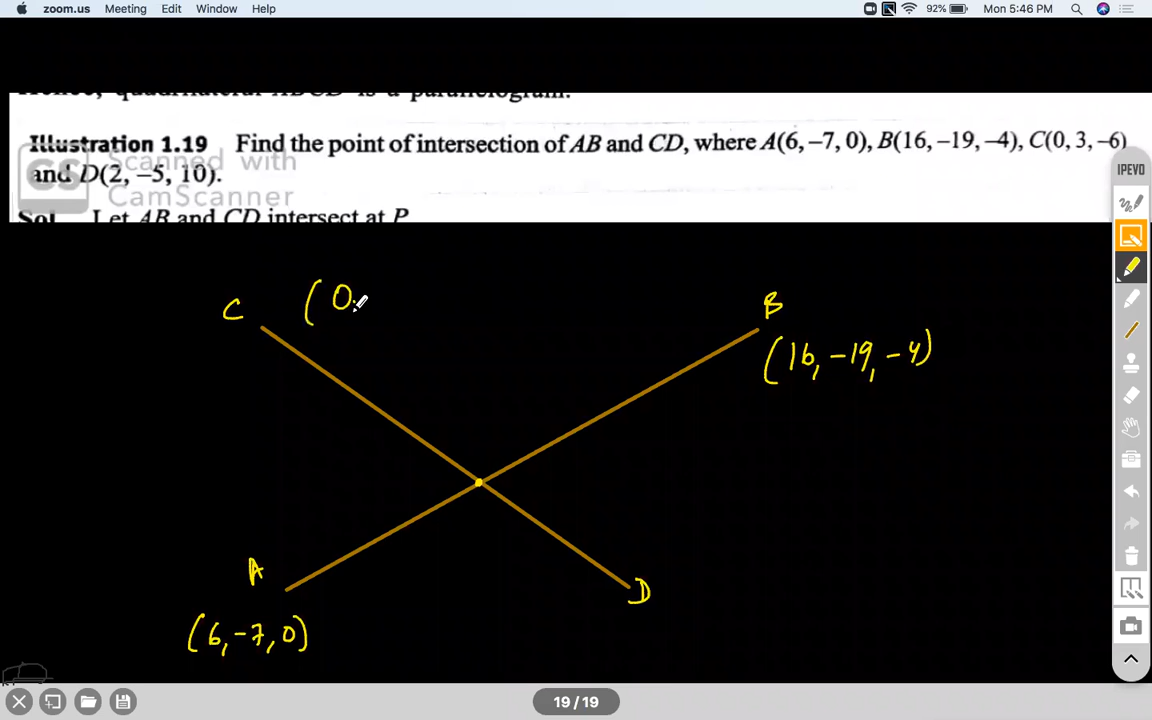 zoom.us Meeting Edit Window Help 92% Mon 5:46 PM
Illustration 1.19 Find the point of intersection of AB and CD, where A(6, –7, 0), B(16, –19, –4), C(0, 3, –6)
and D(2, –5, 10).
CS Scanned with
CamScanner
Sol. Let AB and CD intersect at P
IPEVO
C (0,
B
(16, -19, -4)
A
D
(6, -7, 0)
19 / 19